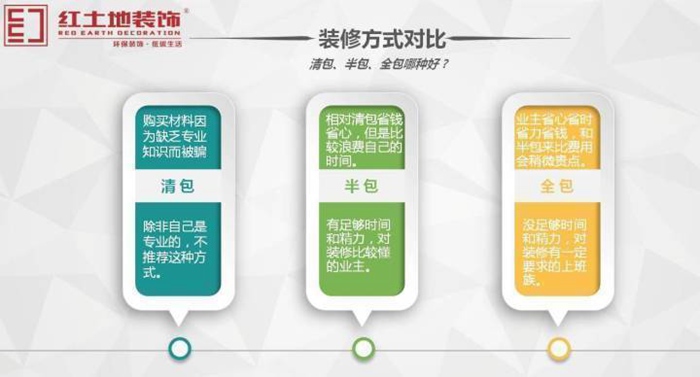 红土地装饰®
RED EARTH DECORATION
环保装饰·低碳生活
装修方式对比
清包、半包、全包哪种好？
购买材料因
为缺乏专业
知识而被骗
清包
除非自己是
专业的，不
推荐这种方
式。
相对清包省钱
省心，但是比
较浪费自己的
时间。
半包
有足够时间
和精力，对
装修比较懂
的业主。
业主省心省时
省力省钱，和
半包来比费用
会稍微贵点。
全包
没足够时间
和精力，对
装修有一定
要求的上班
族。